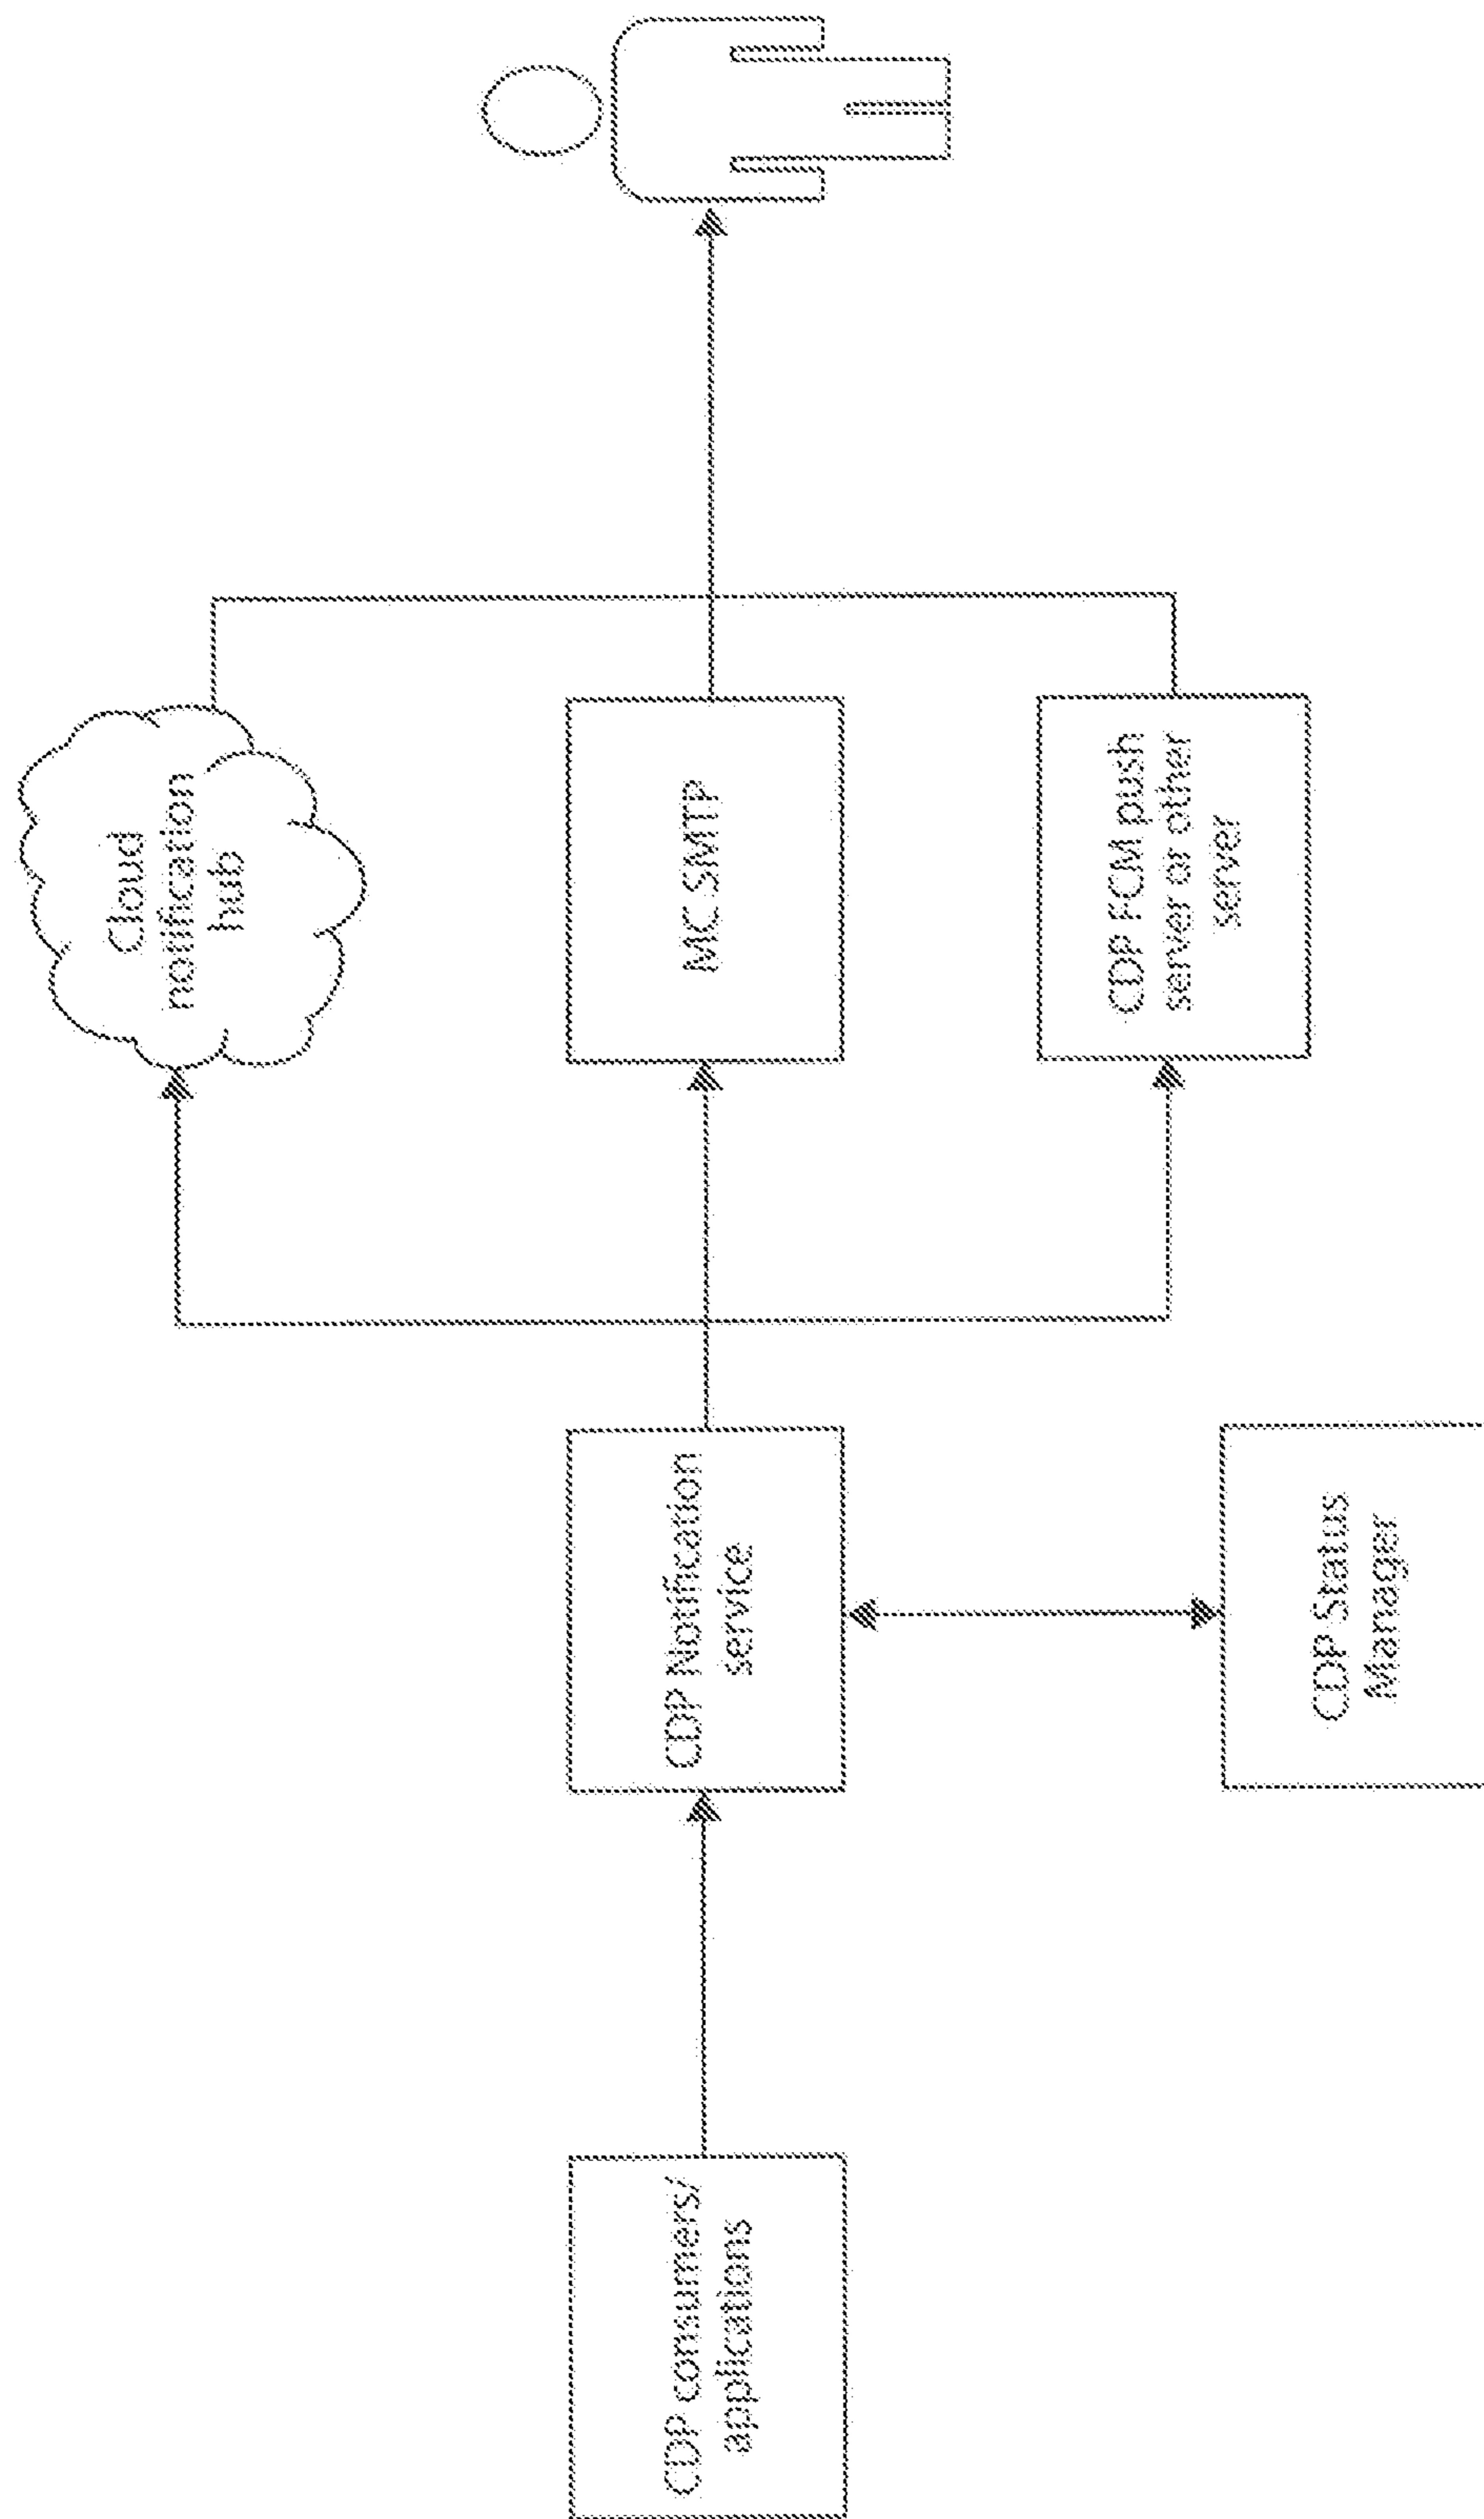 CDP consumers/
applications
CDP Notification
service
CDP Status
Manager
Cloud
notification
hub
MC SMTP
CDP FCM push
server or other
server